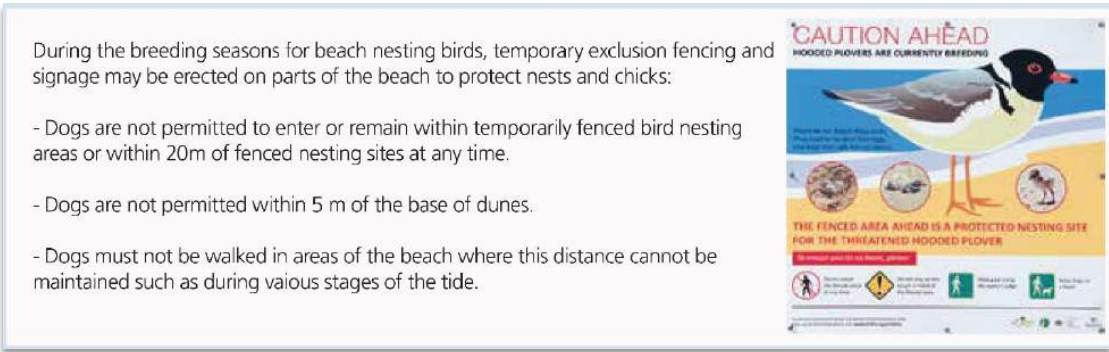 During the breeding seasons for beach nesting birds, temporary exclusion fencing and
signage may be erected on parts of the beach to protect nests and chicks:
- Dogs are not permitted to enter or remain within temporarily fenced bird nesting
areas or within 20m of fenced nesting sites at any time.
- Dogs are not permitted within 5 m of the base of dunes.
- Dogs must not be walked in areas of the beach where this distance cannot be
maintained such as during vaious stages of the tide.
CAUTION AHEAD
HOODED PLOVERS ARE CURRENTLY BREEDING
THE FENCED AREA AHEAD IS A PROTECTED NESTING SITE
FOR THE THREATENED HOODED PLOVER